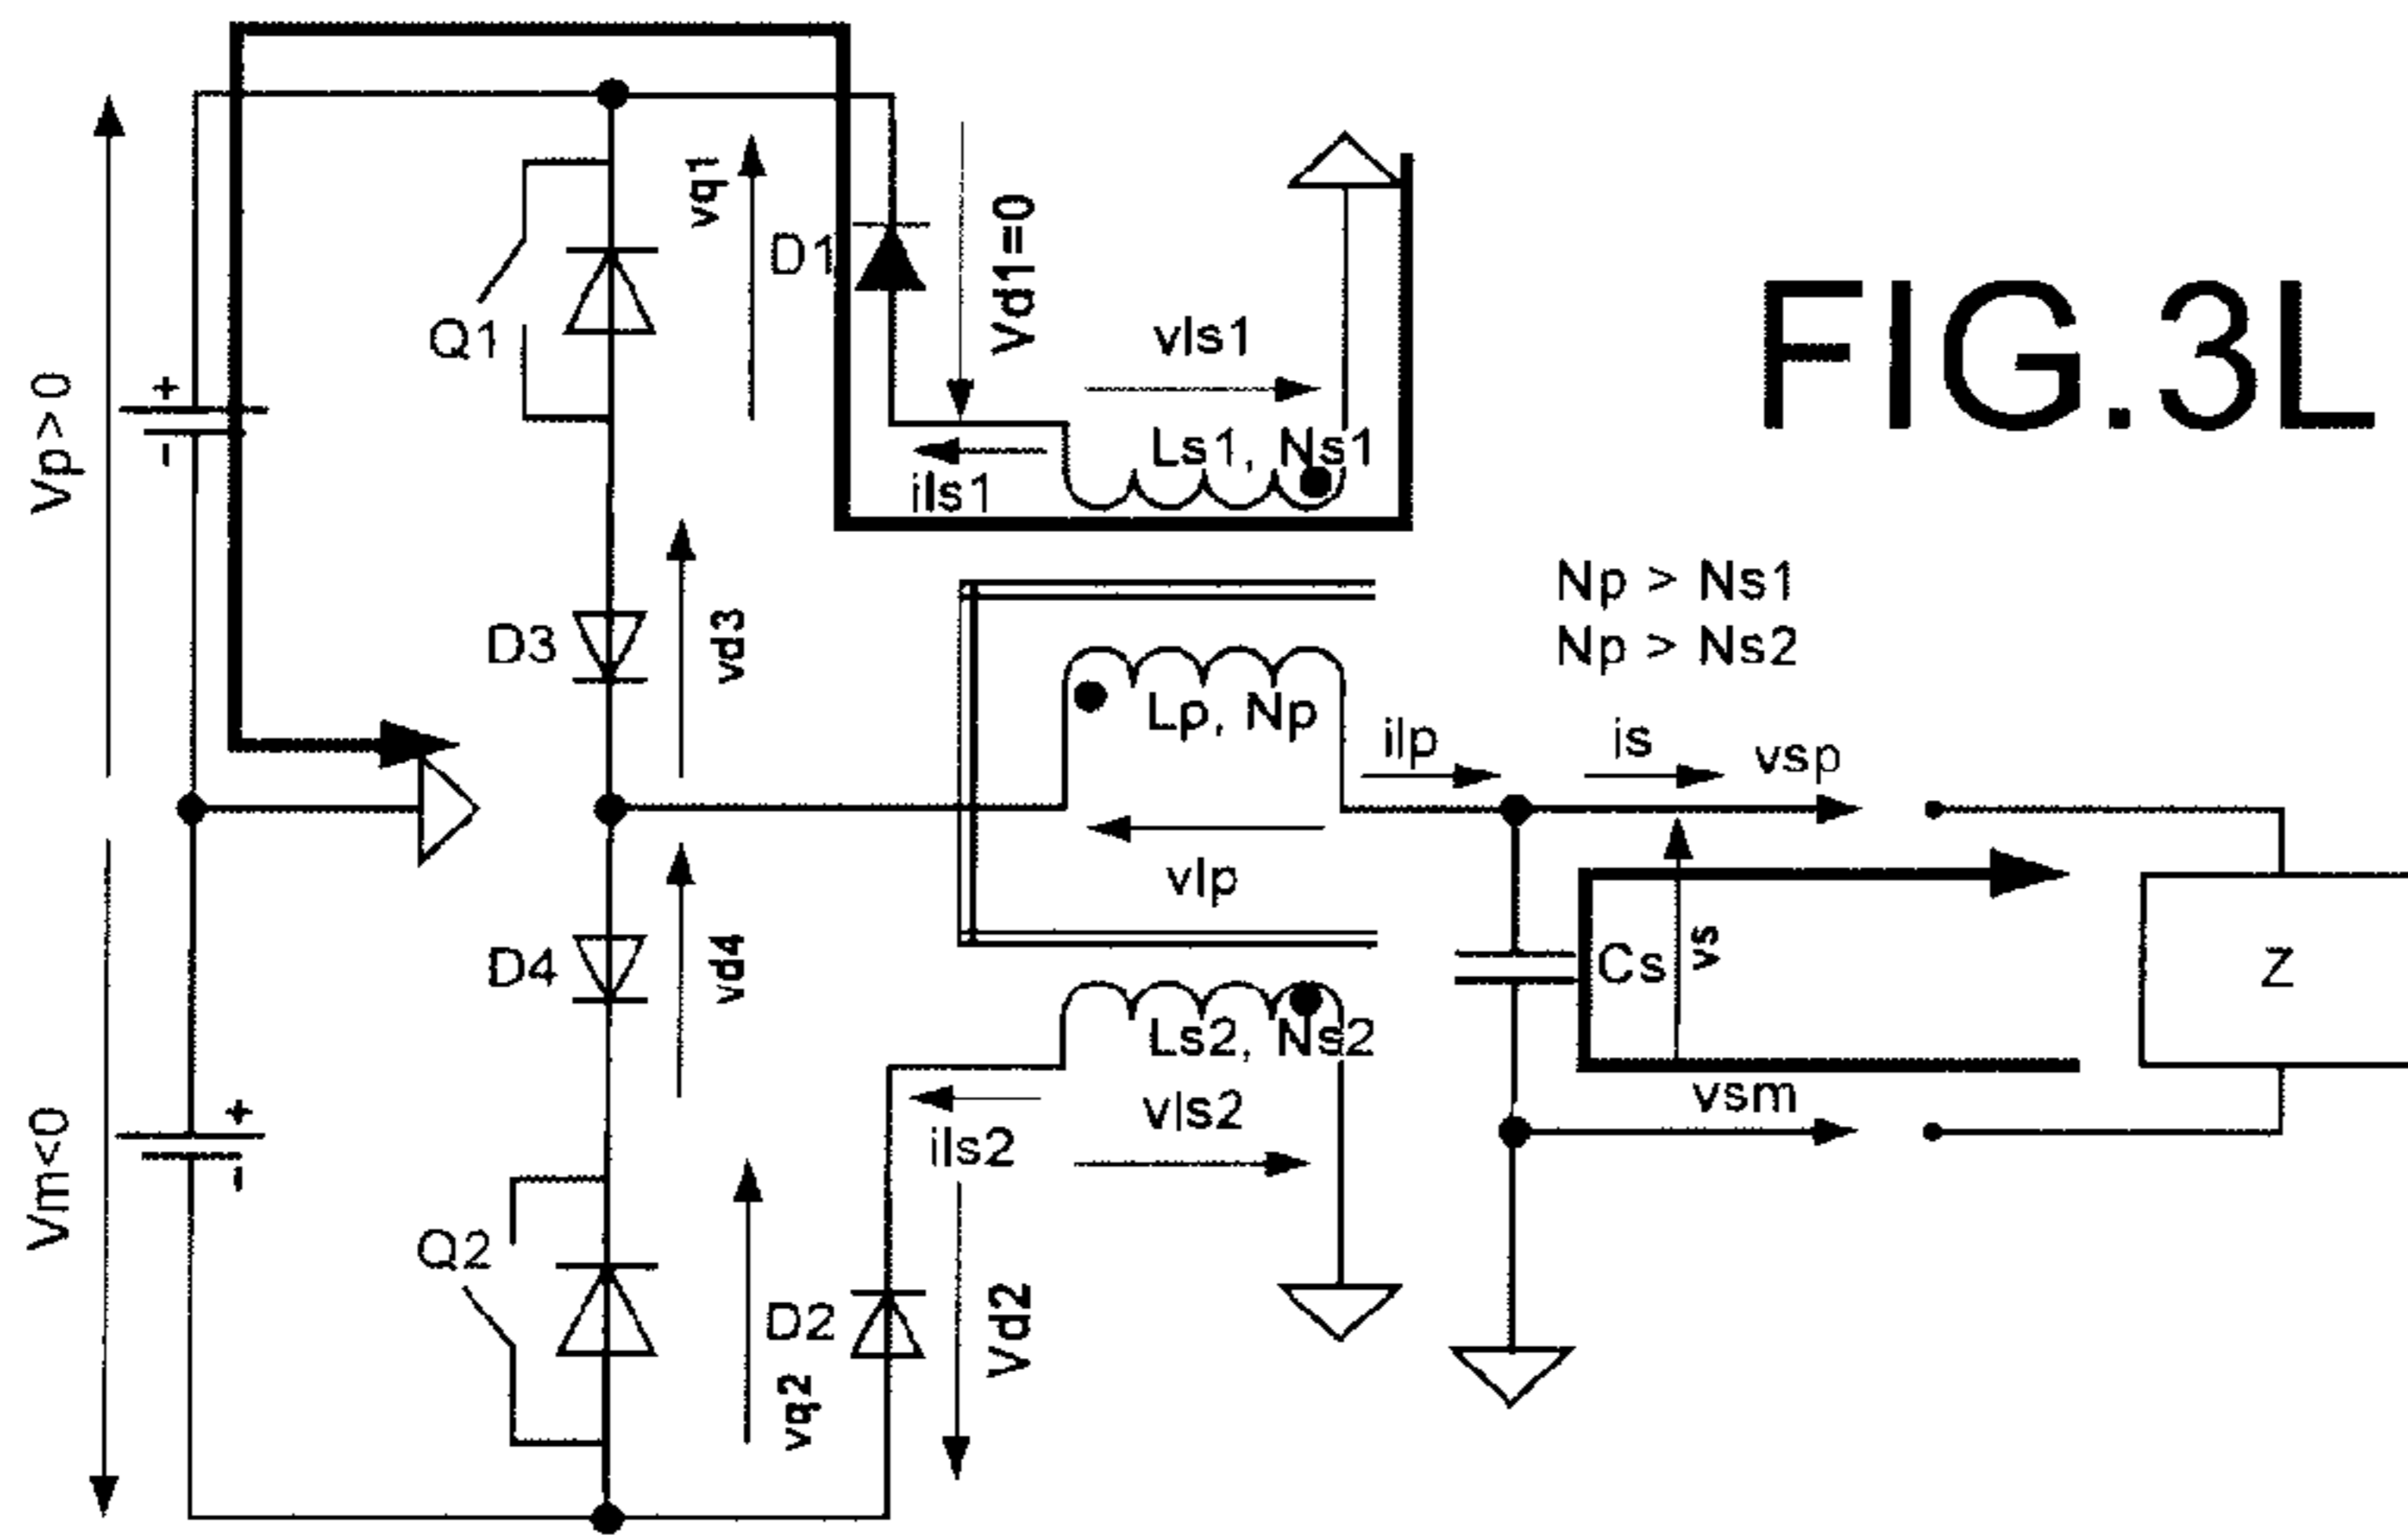 FIG.3L
Vp>0
+
-
Q1
vq1
D1
Vd1=0
vls1
Ls1, Ns1
ils1
D3
vd3
Np > Ns1
Np > Ns2
Lp, Np
ilp
is
vsp
vlp
D4
vd4
Cs
vs
Z
Ls2, Ns2
vsm
ils2
vls2
Vm<0
+
-
Q2
vq2
D2
Vd2